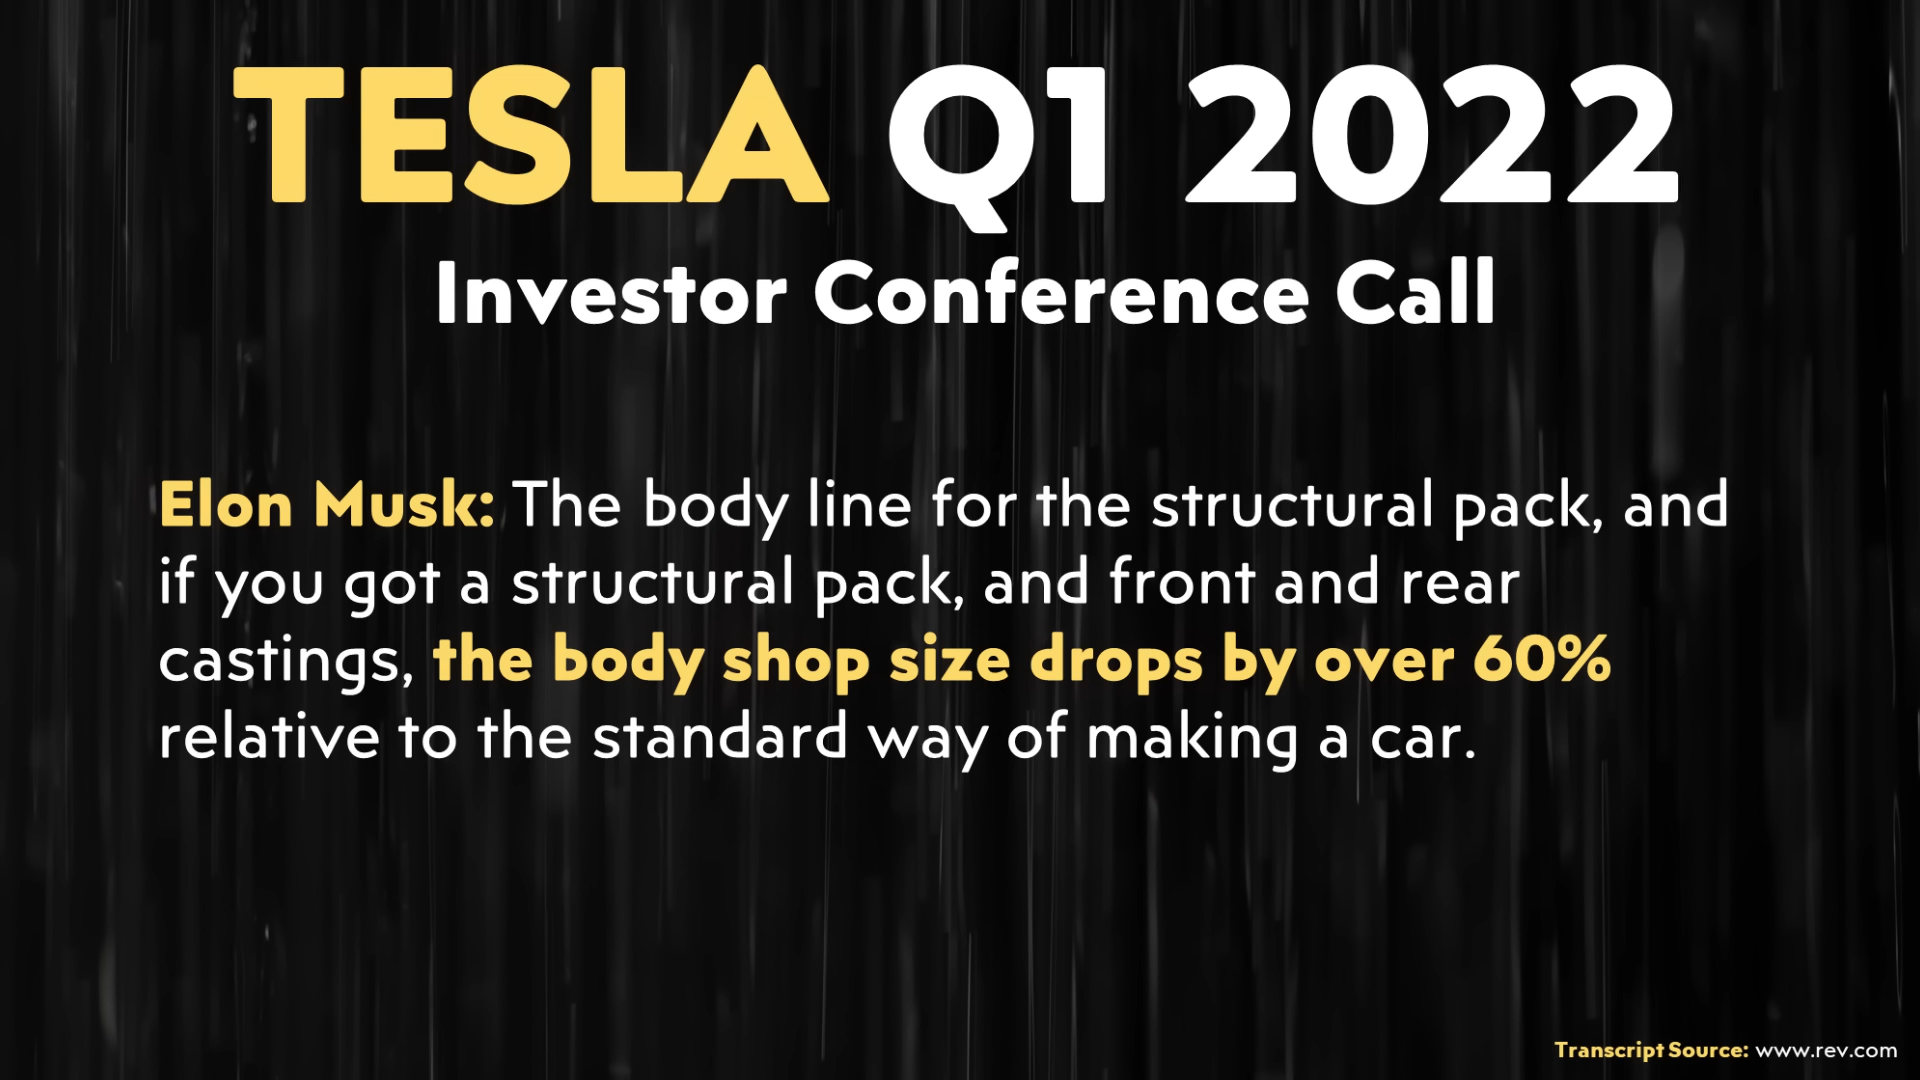 TESLA Q1 2022
Investor Conference Call
Elon Musk: The body line for the structural pack, and
if you got a structural pack, and front and rear
castings, the body shop size drops by over 60%
relative to the standard way of making a car.
Transcript Source: www.rev.com